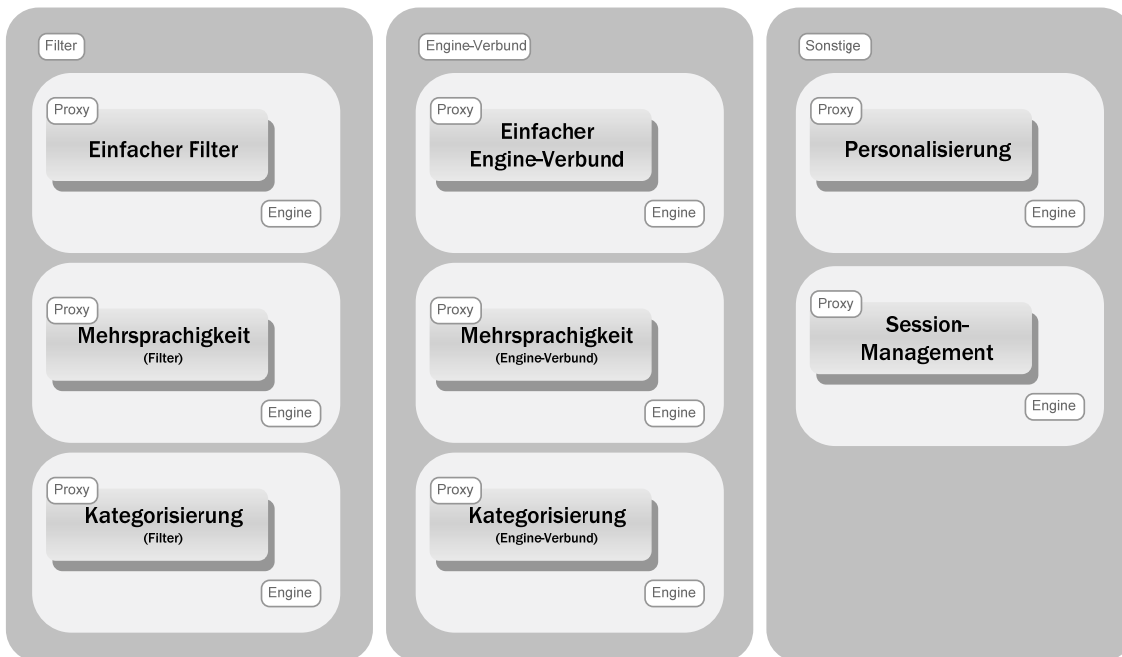 Filter
Proxy
Einfacher Filter
Engine
Proxy
Mehrsprachigkeit
(Filter)
Engine
Proxy
Kategorisierung
(Filter)
Engine
Engine-Verbund
Proxy
Einfacher
Engine-Verbund
Engine
Proxy
Mehrsprachigkeit
(Engine-Verbund)
Engine
Proxy
Kategorisierung
(Engine-Verbund)
Engine
Sonstige
Proxy
Personalisierung
Engine
Proxy
Session-
Management
Engine